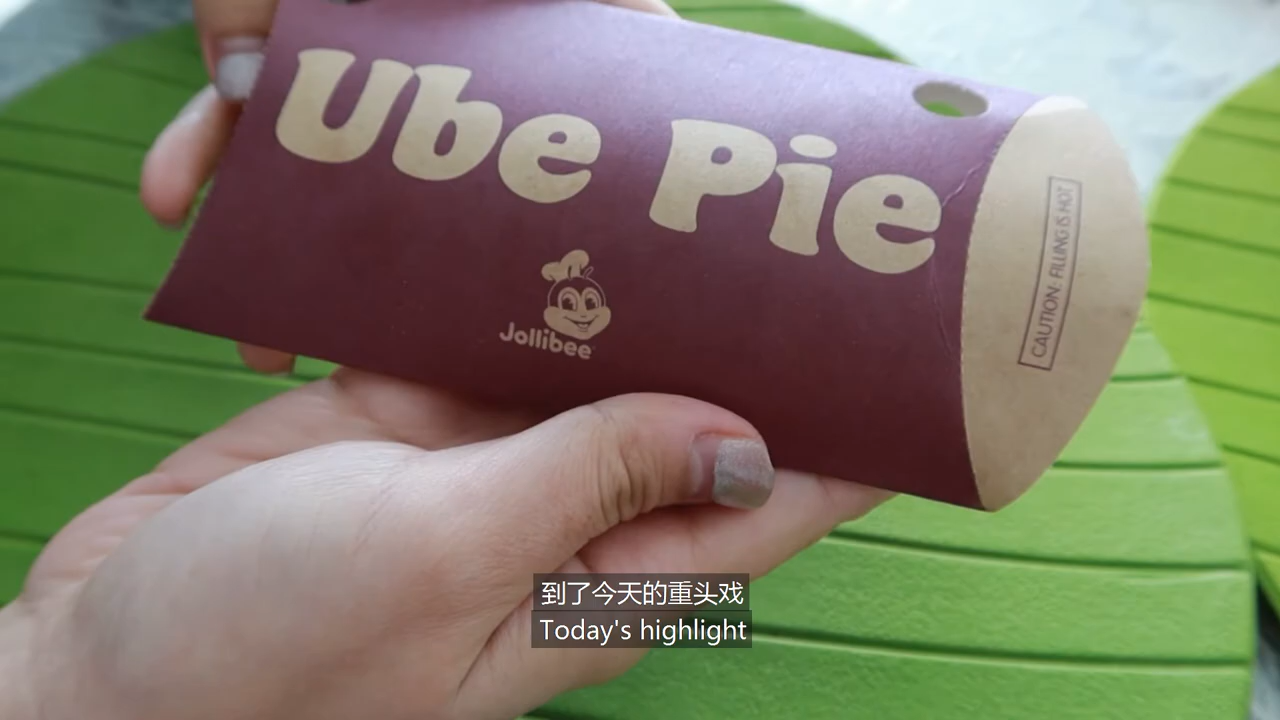 Ube Pie
Jollibee
CAUTION: FILLING IS HOT
到了今天的重头戏
Today's highlight